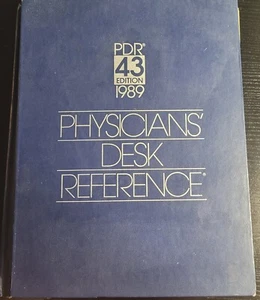 PDR®
43
EDITION
1989
PHYSICIANS'
DESK
REFERENCE®